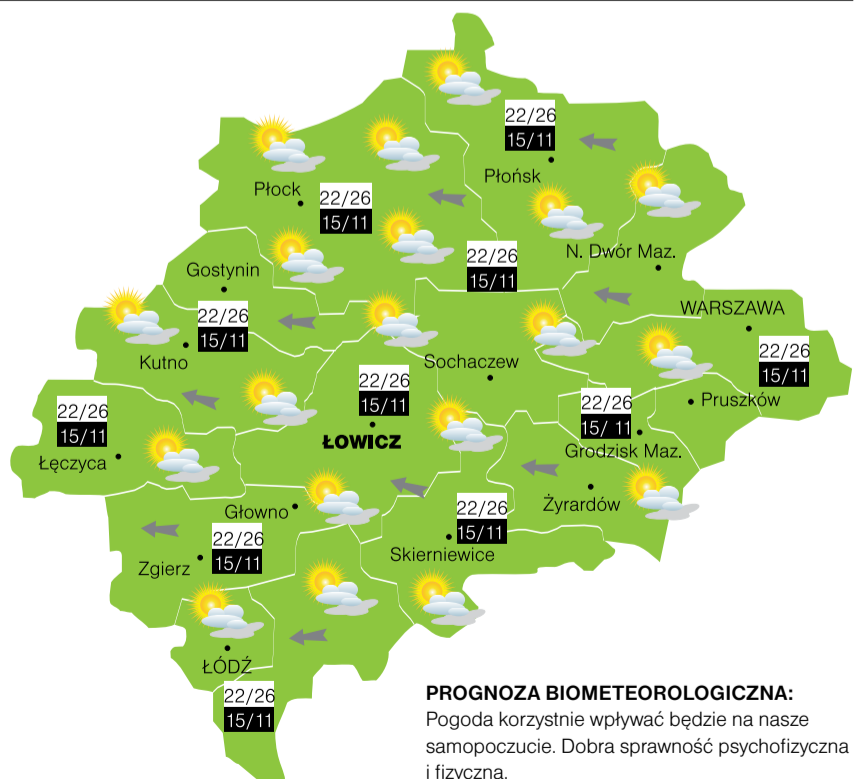 22/26
15/11
Płońsk
Płock
22/26
15/11
N. Dwór Maz.
22/26
15/11
Gostynin
WARSZAWA
22/26
15/11
Kutno
22/26
15/11
Sochaczew
22/26
15/11
Pruszków
22/26
15/11
ŁOWICZ
22/26
15/ 11
Grodzisk Maz.
Łęczyca
Żyrardów
Głowno
22/26
15/11
Skierniewice
22/26
15/11
Zgierz
ŁÓDŹ
22/26
15/11
PROGNOZA BIOMETEOROLOGICZNA:
Pogoda korzystnie wpływać będzie na nasze
samopoczucie. Dobra sprawność psychofizyczna
i fizyczna.